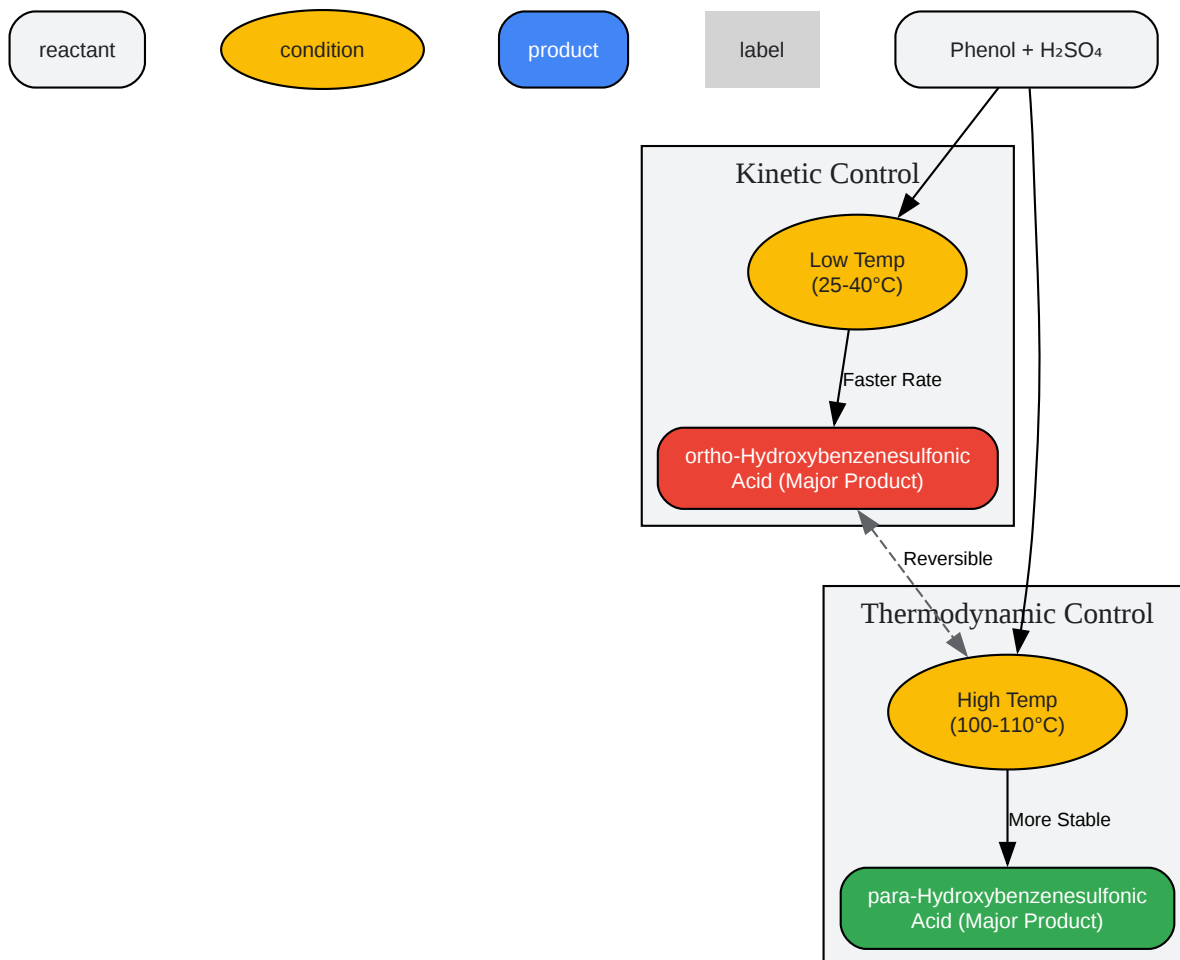 reactant
condition
product
label
Phenol + H₂SO₄
Kinetic Control
Low Temp
(25-40°C)
Faster Rate
ortho-Hydroxybenzenesulfonic
Acid (Major Product)
Reversible
Thermodynamic Control
High Temp
(100-110°C)
More Stable
para-Hydroxybenzenesulfonic
Acid (Major Product)